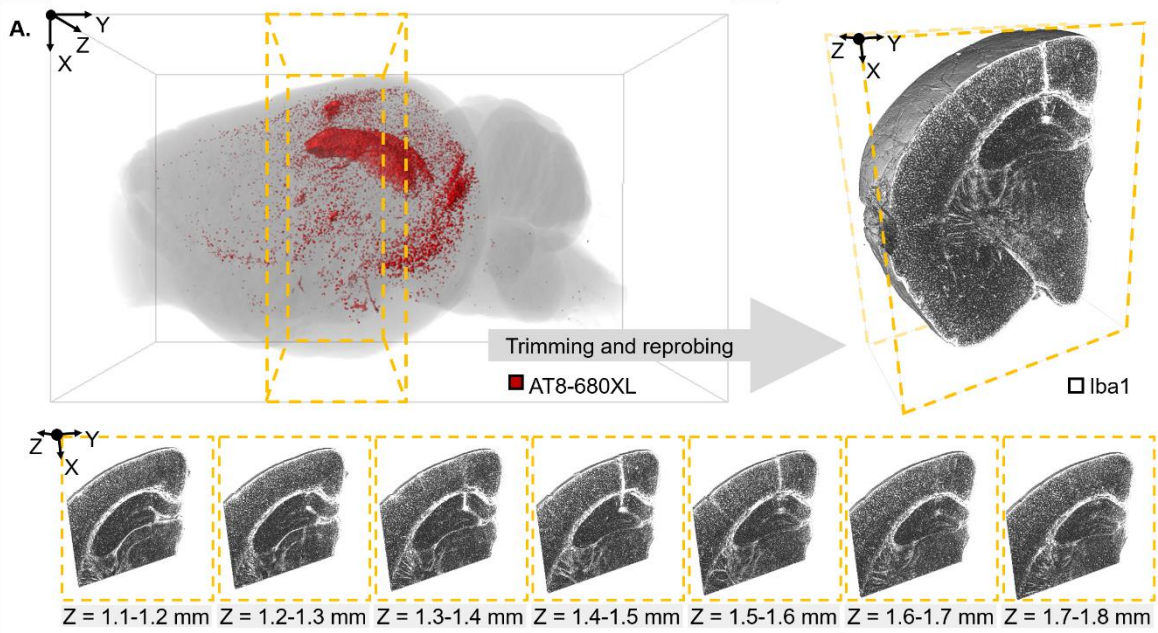 A.
Y
Z
X
Z
Y
X
Trimming and reprobing
AT8-680XL
Iba1
Z
Y
X
Z = 1.1-1.2 mm
Z = 1.2-1.3 mm
Z = 1.3-1.4 mm
Z = 1.4-1.5 mm
Z = 1.5-1.6 mm
Z = 1.6-1.7 mm
Z = 1.7-1.8 mm